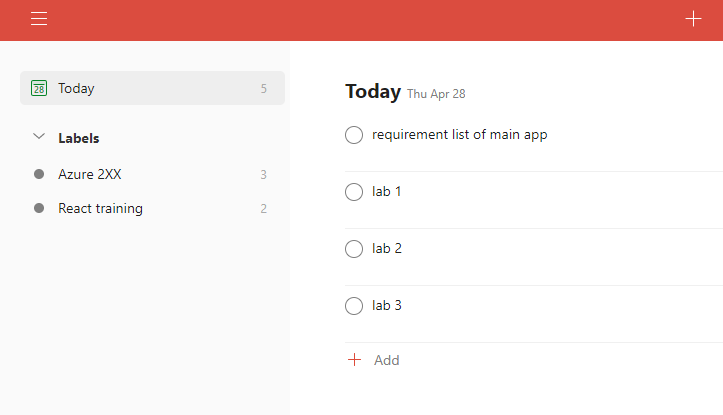 28 Today 5
Labels
Azure 2XX 3
React training 2
Today Thu Apr 28
requirement list of main app
lab 1
lab 2
lab 3
Add